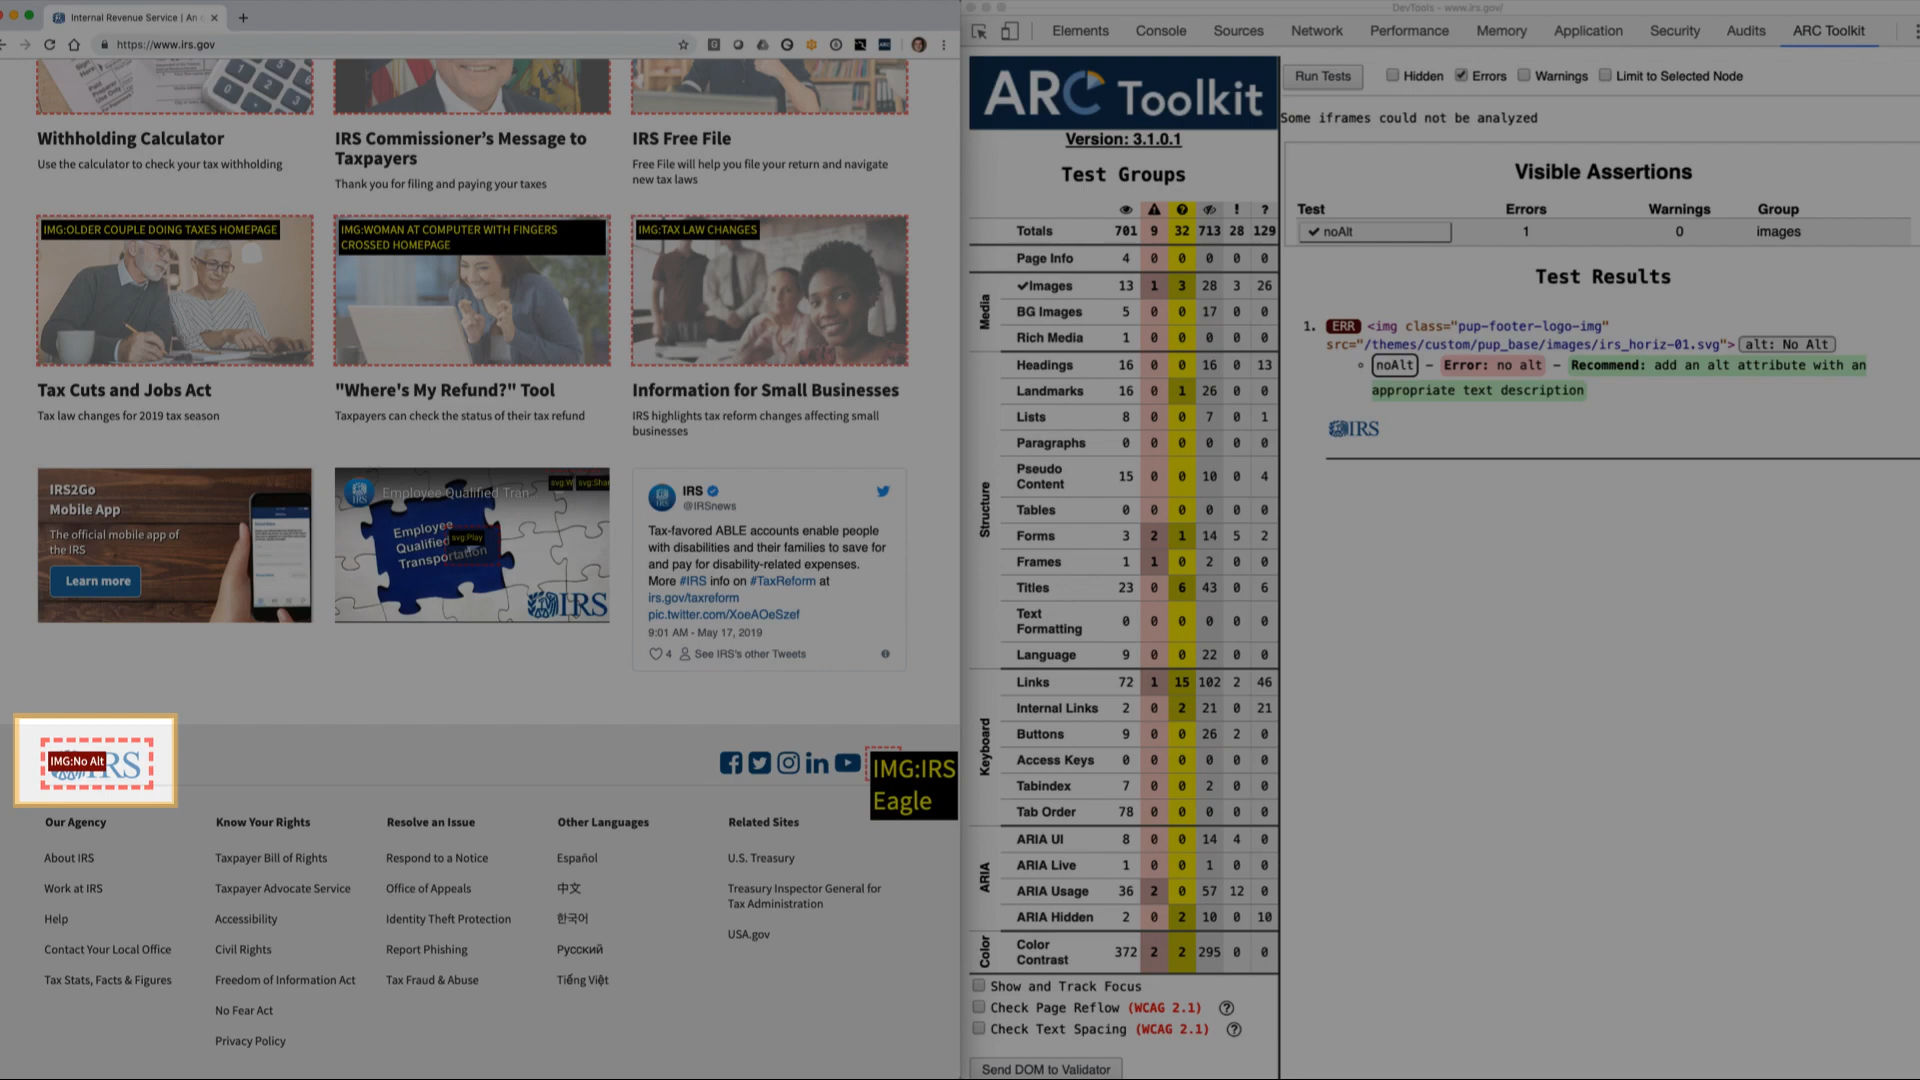 Internal Revenue Service | An
https://www.irs.gov
Withholding Calculator
Use the calculator to check your tax withholding
IRS Commissioner’s Message to
Taxpayers
Thank you for filing and paying your taxes
IRS Free File
Free File will help you file your return and navigate
new tax laws
IMG:OLDER COUPLE DOING TAXES HOMEPAGE
IMG:WOMAN AT COMPUTER WITH FINGERS
CROSSED HOMEPAGE
IMG:TAX LAW CHANGES
Tax Cuts and Jobs Act
Tax law changes for 2019 tax season
"Where's My Refund?" Tool
Taxpayers can check the status of their tax refund
Information for Small Businesses
IRS highlights tax reform changes affecting small
businesses
IRS2Go
Mobile App
The official mobile app of
the IRS
Learn more
IRS
Employee Qualified Tran
svg:W svg:Shar
Employee
Qualified
Transportation
svg:Play
IRS
IRS
@IRSnews
Tax-favored ABLE accounts enable people
with disabilities and their families to save for
and pay for disability-related expenses.
More #IRS info on #TaxReform at
irs.gov/taxreform
pic.twitter.com/XoeAOeSzef
9:01 AM - May 17, 2019
4 See IRS's other Tweets
IMG:No Alt
IRS
IMG:IRS
Eagle
Our Agency
About IRS
Work at IRS
Help
Contact Your Local Office
Tax Stats, Facts & Figures
Know Your Rights
Taxpayer Bill of Rights
Taxpayer Advocate Service
Accessibility
Civil Rights
Freedom of Information Act
No Fear Act
Privacy Policy
Resolve an Issue
Respond to a Notice
Office of Appeals
Identity Theft Protection
Report Phishing
Tax Fraud & Abuse
Other Languages
Español
中文
한국어
Русский
Tiếng Việt
Related Sites
U.S. Treasury
Treasury Inspector General for
Tax Administration
USA.gov
DevTools - www.irs.gov/
Elements Console Sources Network Performance Memory Application Security Audits ARC Toolkit
ARC Toolkit
Version: 3.1.0.1
Test Groups
! ?
Totals 701 9 32 713 28 129
Page Info 4 0 0 0 0 0
Media
✔Images 13 1 3 28 3 26
BG Images 5 0 0 17 0 0
Rich Media 1 0 0 0 0 0
Structure
Headings 16 0 0 16 0 13
Landmarks 16 0 1 26 0 0
Lists 8 0 0 7 0 1
Paragraphs 0 0 0 0 0 0
Pseudo
Content 15 0 0 10 0 4
Tables 0 0 0 0 0 0
Forms 3 2 1 14 5 2
Frames 1 1 0 2 0 0
Titles 23 0 6 43 0 6
Text
Formatting 0 0 0 0 0 0
Language 9 0 0 22 0 0
Keyboard
Links 72 1 15 102 2 46
Internal Links 2 0 2 21 0 21
Buttons 9 0 0 26 2 0
Access Keys 0 0 0 0 0 0
Tabindex 7 0 0 2 0 0
Tab Order 78 0 0 0 0 0
ARIA
ARIA UI 8 0 0 14 4 0
ARIA Live 1 0 0 1 0 0
ARIA Usage 36 2 0 57 12 0
ARIA Hidden 2 0 2 10 0 10
Color
Color
Contrast 372 2 2 295 0 0
Show and Track Focus
Check Page Reflow (WCAG 2.1) ?
Check Text Spacing (WCAG 2.1) ?
Send DOM to Validator
Run Tests Hidden Errors Warnings Limit to Selected Node
Some iframes could not be analyzed
Visible Assertions
Test Errors Warnings Group
✔ noAlt 1 0 images
Test Results
1. ERR <img class="pup-footer-logo-img"
src="/themes/custom/pup_base/images/irs_horiz-01.svg"> alt: No Alt
noAlt – Error: no alt – Recommend: add an alt attribute with an
appropriate text description
IRS